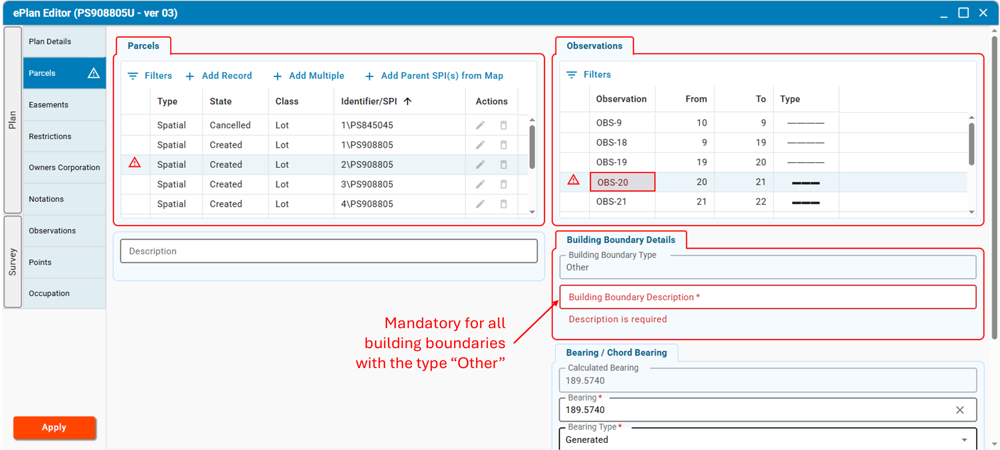 ePlan Editor (PS908805U - ver 03)
Plan
Plan Details
Parcels
Easements
Restrictions
Owners Corporation
Notations
Survey
Observations
Points
Occupation
Apply
Parcels
Filters + Add Record + Add Multiple + Add Parent SPI(s) from Map
Type State Class Identifier/SPI ↑ Actions
Spatial Cancelled Lot 1\PS845045
Spatial Created Lot 1\PS908805
Spatial Created Lot 2\PS908805
Spatial Created Lot 3\PS908805
Spatial Created Lot 4\PS908805
Description
Mandatory for all
building boundaries
with the type “Other”
Observations
Filters
Observation From To Type
OBS-9 10 9
OBS-18 9 19
OBS-19 19 20
OBS-20 20 21
OBS-21 21 22
Building Boundary Details
Building Boundary Type
Other
Building Boundary Description *
Description is required
Bearing / Chord Bearing
Calculated Bearing
189.5740
Bearing *
189.5740
Bearing Type *
Generated